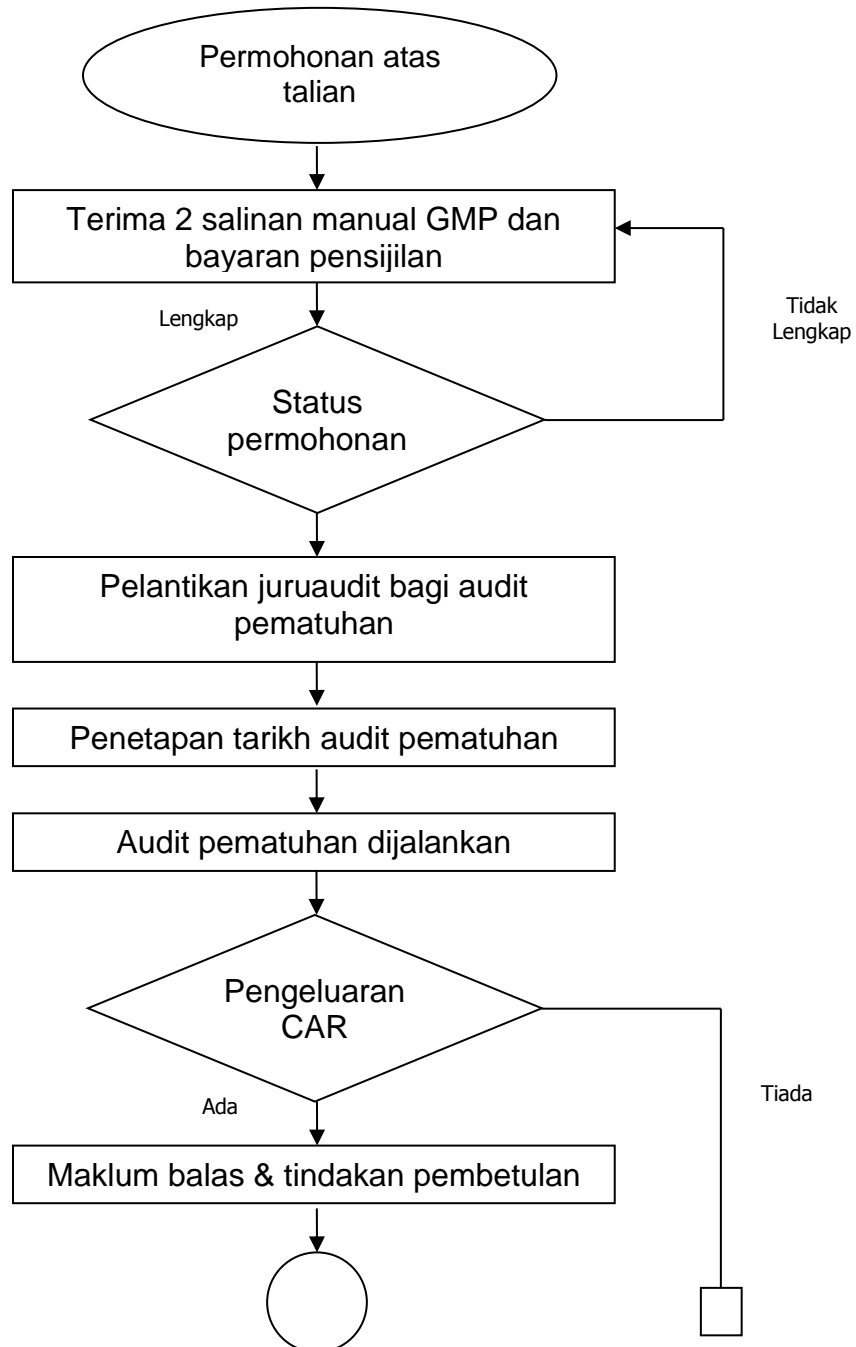 Permohonan atas
talian
Terima 2 salinan manual GMP dan
bayaran pensijilan
Lengkap
Tidak
Lengkap
Status
permohonan
Pelantikan juruaudit bagi audit
pematuhan
Penetapan tarikh audit pematuhan
Audit pematuhan dijalankan
Pengeluaran
CAR
Ada
Tiada
Maklum balas & tindakan pembetulan